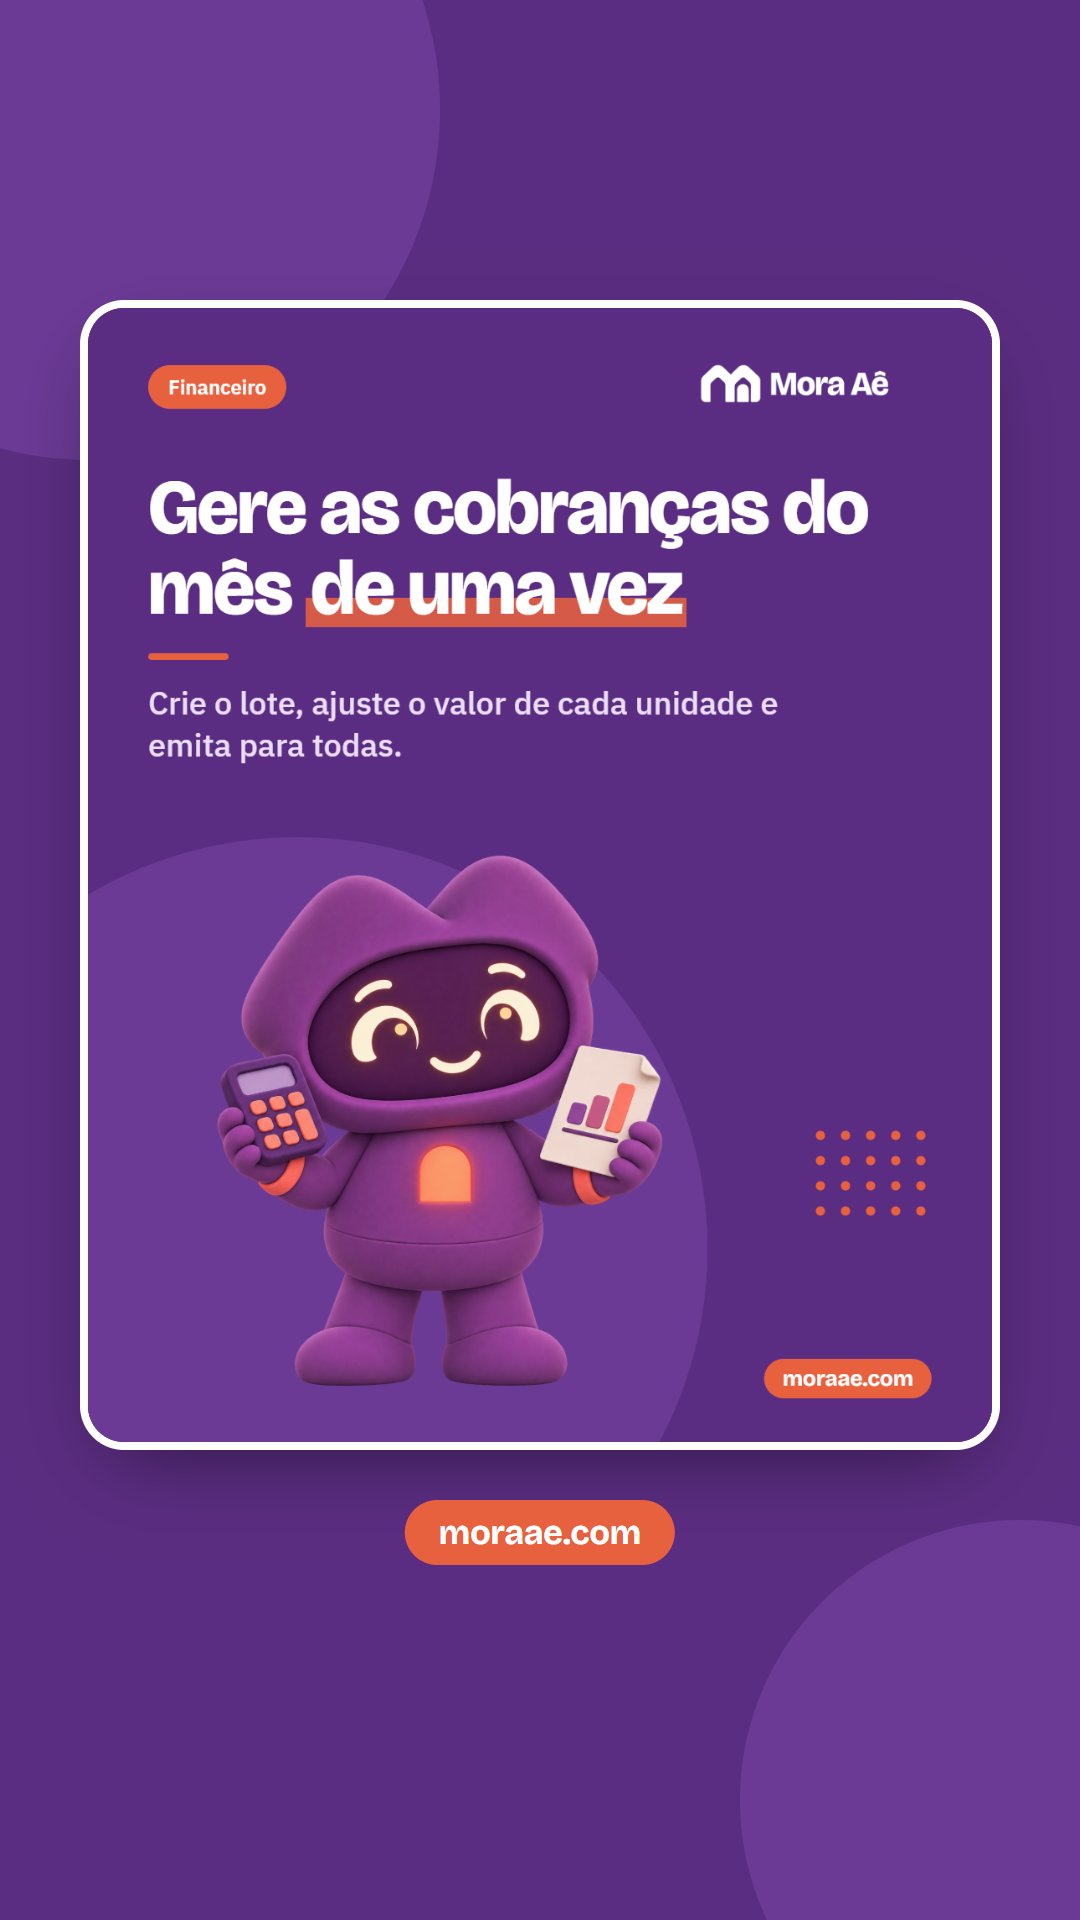 Financeiro
Mora Aê
Gere as cobranças do
mês de uma vez
Crie o lote, ajuste o valor de cada unidade e
emita para todas.
moraae.com
moraae.com